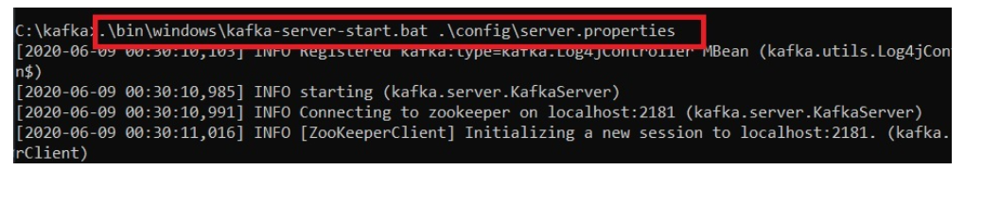 C:\kafka>.\bin\windows\kafka-server-start.bat .\config\server.properties
[2020-06-09 00:30:10,103] INFO Registered kafka:type=kafka.Log4jController MBean (kafka.utils.Log4jCon
n$)
[2020-06-09 00:30:10,985] INFO starting (kafka.server.KafkaServer)
[2020-06-09 00:30:10,991] INFO Connecting to zookeeper on localhost:2181 (kafka.server.KafkaServer)
[2020-06-09 00:30:11,016] INFO [ZooKeeperClient] Initializing a new session to localhost:2181. (kafka.
rClient)